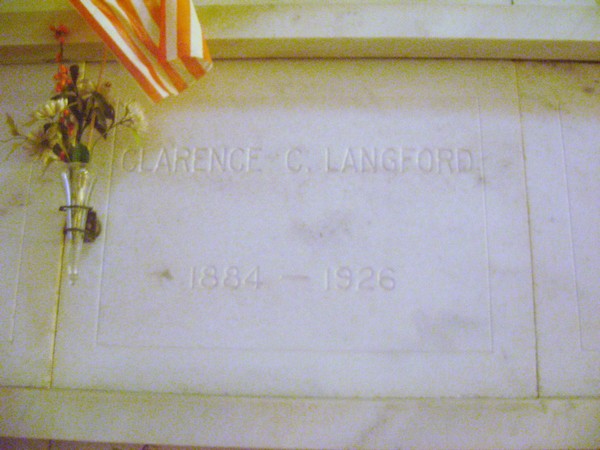 CLARENCE C. LANGFORD
1884 — 1926